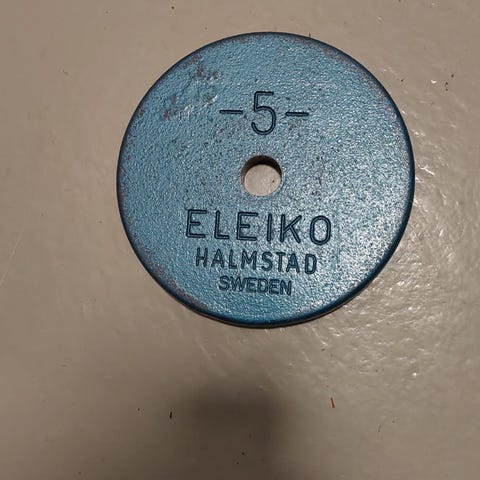 -5-
ELEIKO
HALMSTAD
SWEDEN